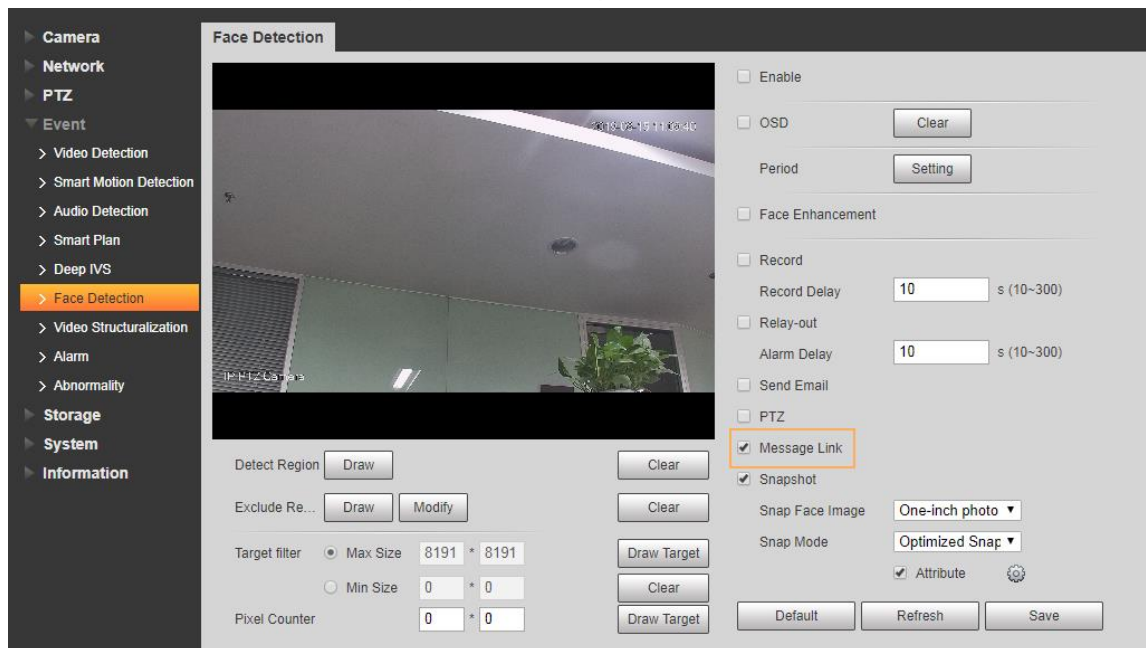 Camera
Network
PTZ
Event
Video Detection
Smart Motion Detection
Audio Detection
Smart Plan
Deep IVS
Face Detection
Video Structuralization
Alarm
Abnormality
Storage
System
Information
Face Detection
IP PTZ Camera
Detect Region Draw Clear
Exclude Re... Draw Modify Clear
Target filter Max Size 8191 * 8191 Draw Target
Min Size 0 * 0 Clear
Pixel Counter 0 * 0 Draw Target
Enable
OSD Clear
Period Setting
Face Enhancement
Record
Record Delay 10 s (10~300)
Relay-out
Alarm Delay 10 s (10~300)
Send Email
PTZ
Message Link
Snapshot
Snap Face Image One-inch photo
Snap Mode Optimized Snap
Attribute
Default Refresh Save